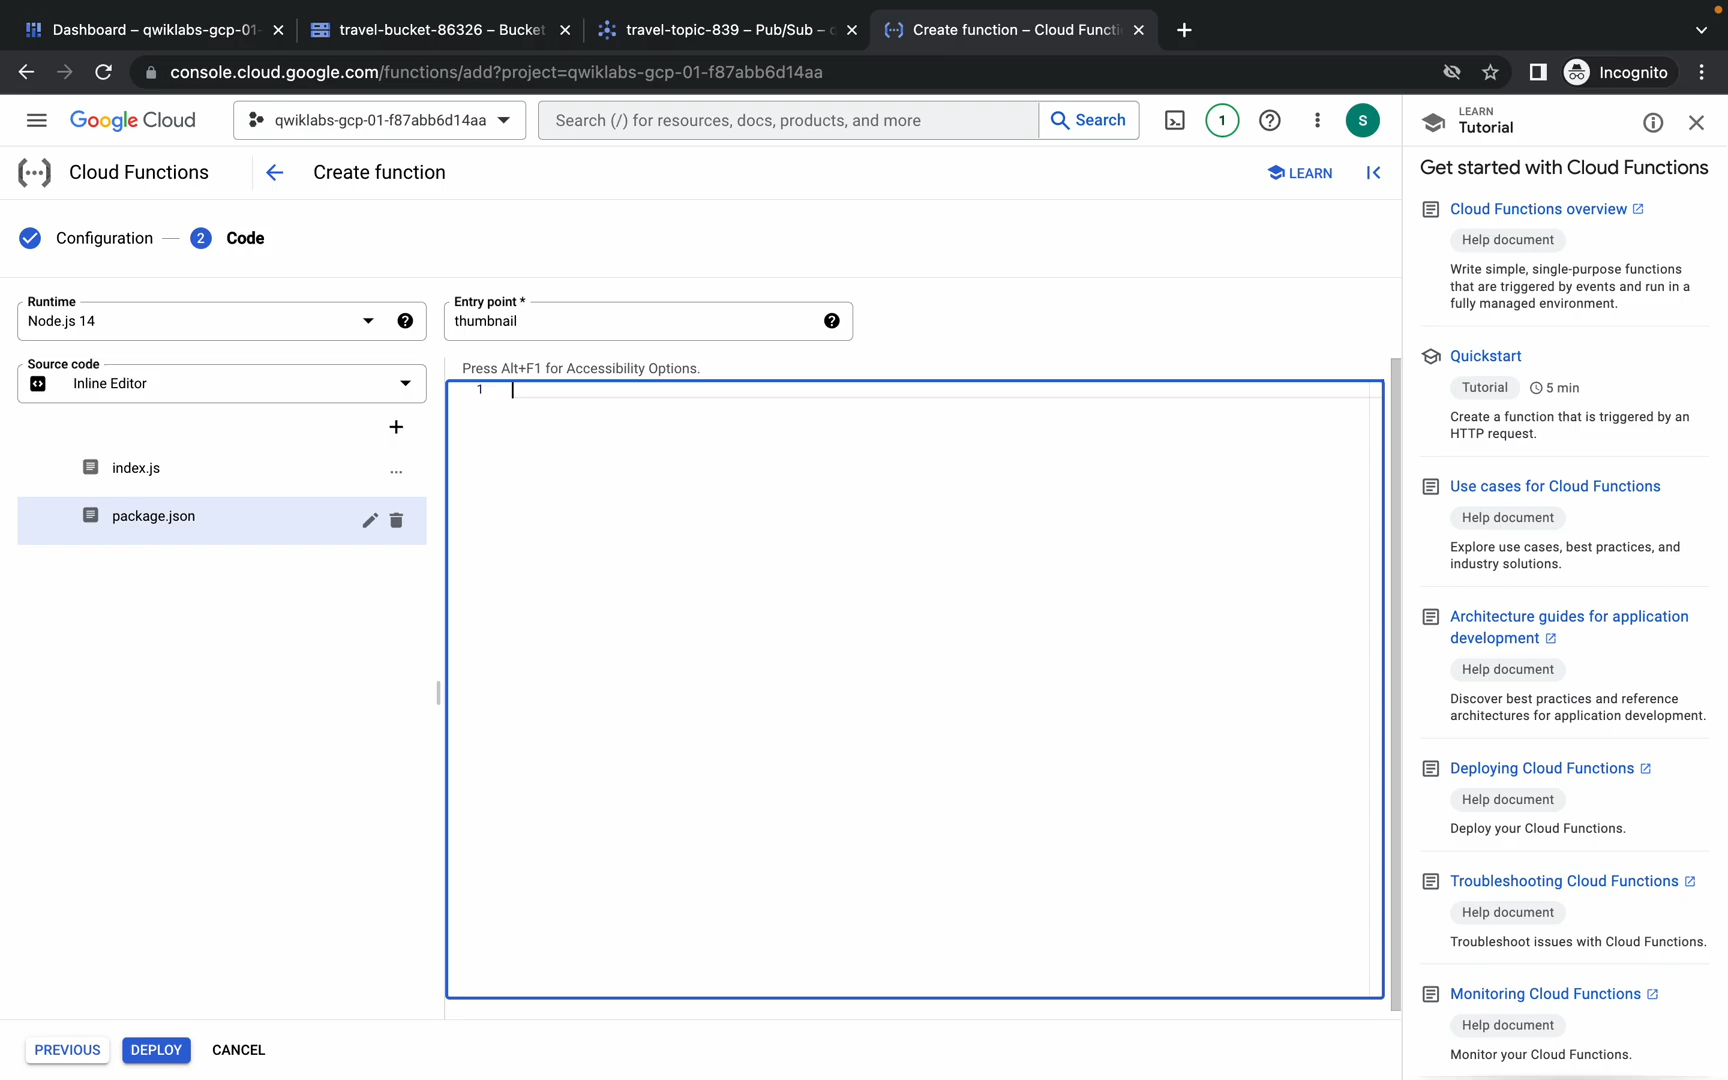 Dashboard – qwiklabs-gcp-01-
travel-bucket-86326 – Bucket
travel-topic-839 – Pub/Sub –
Create function – Cloud Functi
console.cloud.google.com/functions/add?project=qwiklabs-gcp-01-f87abb6d14aa
Incognito
Google Cloud
qwiklabs-gcp-01-f87abb6d14aa
Search (/) for resources, docs, products, and more
Search
1
S
LEARN
Tutorial
Cloud Functions
Create function
LEARN
Get started with Cloud Functions
Configuration
2
Code
Runtime
Node.js 14
Entry point *
thumbnail
Source code
Inline Editor
Press Alt+F1 for Accessibility Options.
1
index.js
...
package.json
Cloud Functions overview
Help document
Write simple, single-purpose functions
that are triggered by events and run in a
fully managed environment.
Quickstart
Tutorial
5 min
Create a function that is triggered by an
HTTP request.
Use cases for Cloud Functions
Help document
Explore use cases, best practices, and
industry solutions.
Architecture guides for application
development
Help document
Discover best practices and reference
architectures for application development.
Deploying Cloud Functions
Help document
Deploy your Cloud Functions.
Troubleshooting Cloud Functions
Help document
Troubleshoot issues with Cloud Functions.
Monitoring Cloud Functions
Help document
Monitor your Cloud Functions.
PREVIOUS
DEPLOY
CANCEL